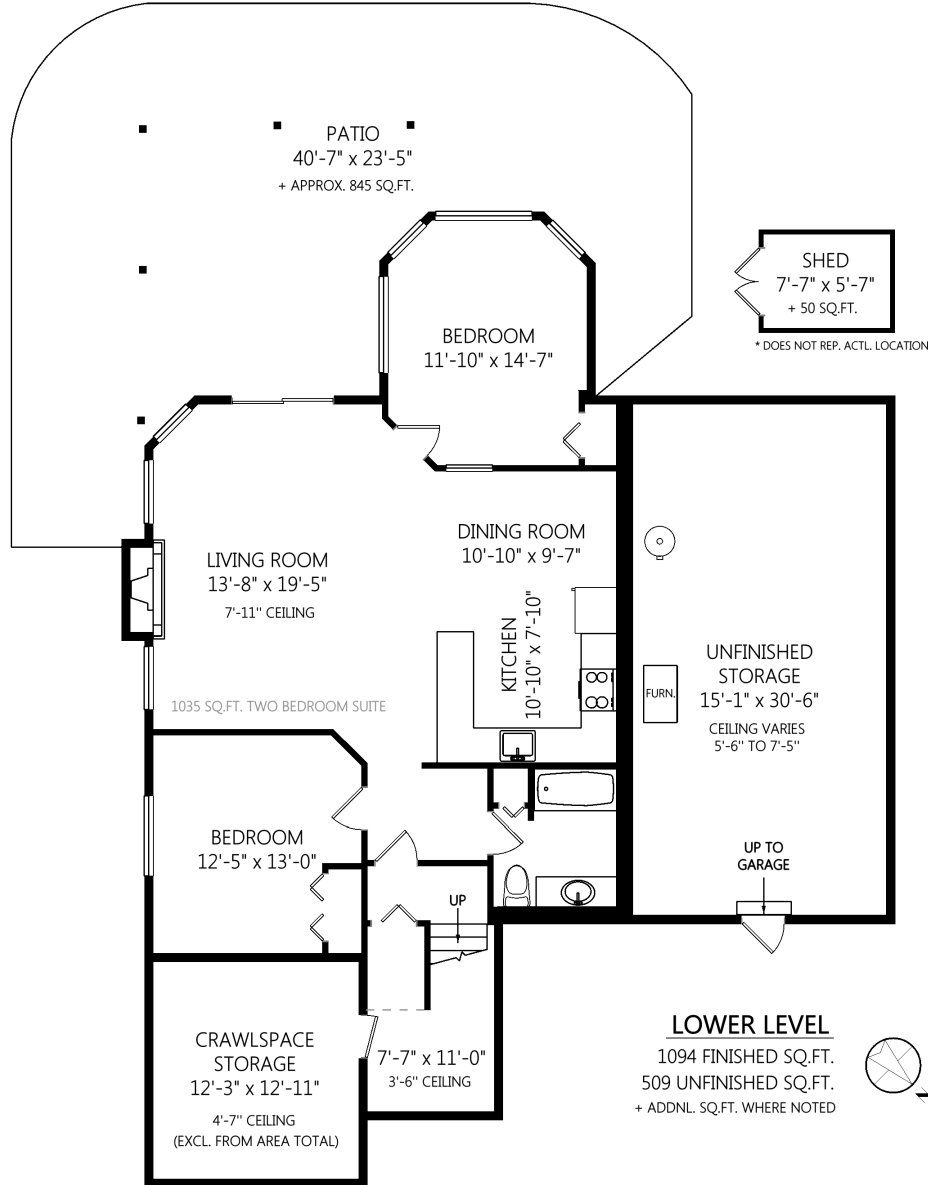 PATIO
40'-7" x 23'-5"
+ APPROX. 845 SQ.FT.
SHED
7'-7" x 5'-7"
+ 50 SQ.FT.
* DOES NOT REP. ACTL. LOCATION
BEDROOM
11'-10" x 14'-7"
DINING ROOM
10'-10" x 9'-7"
LIVING ROOM
13'-8" x 19'-5"
7'-11" CEILING
KITCHEN
10'-10" x 7'-10"
UNFINISHED
STORAGE
15'-1" x 30'-6"
CEILING VARIES
5'-6" TO 7'-5"
FURN.
1035 SQ.FT. TWO BEDROOM SUITE
BEDROOM
12'-5" x 13'-0"
UP TO
GARAGE
UP
CRAWLSPACE
STORAGE
12'-3" x 12'-11"
4'-7" CEILING
(EXCL. FROM AREA TOTAL)
7'-7" x 11'-0"
3'-6" CEILING
LOWER LEVEL
1094 FINISHED SQ.FT.
509 UNFINISHED SQ.FT.
+ ADDNL. SQ.FT. WHERE NOTED